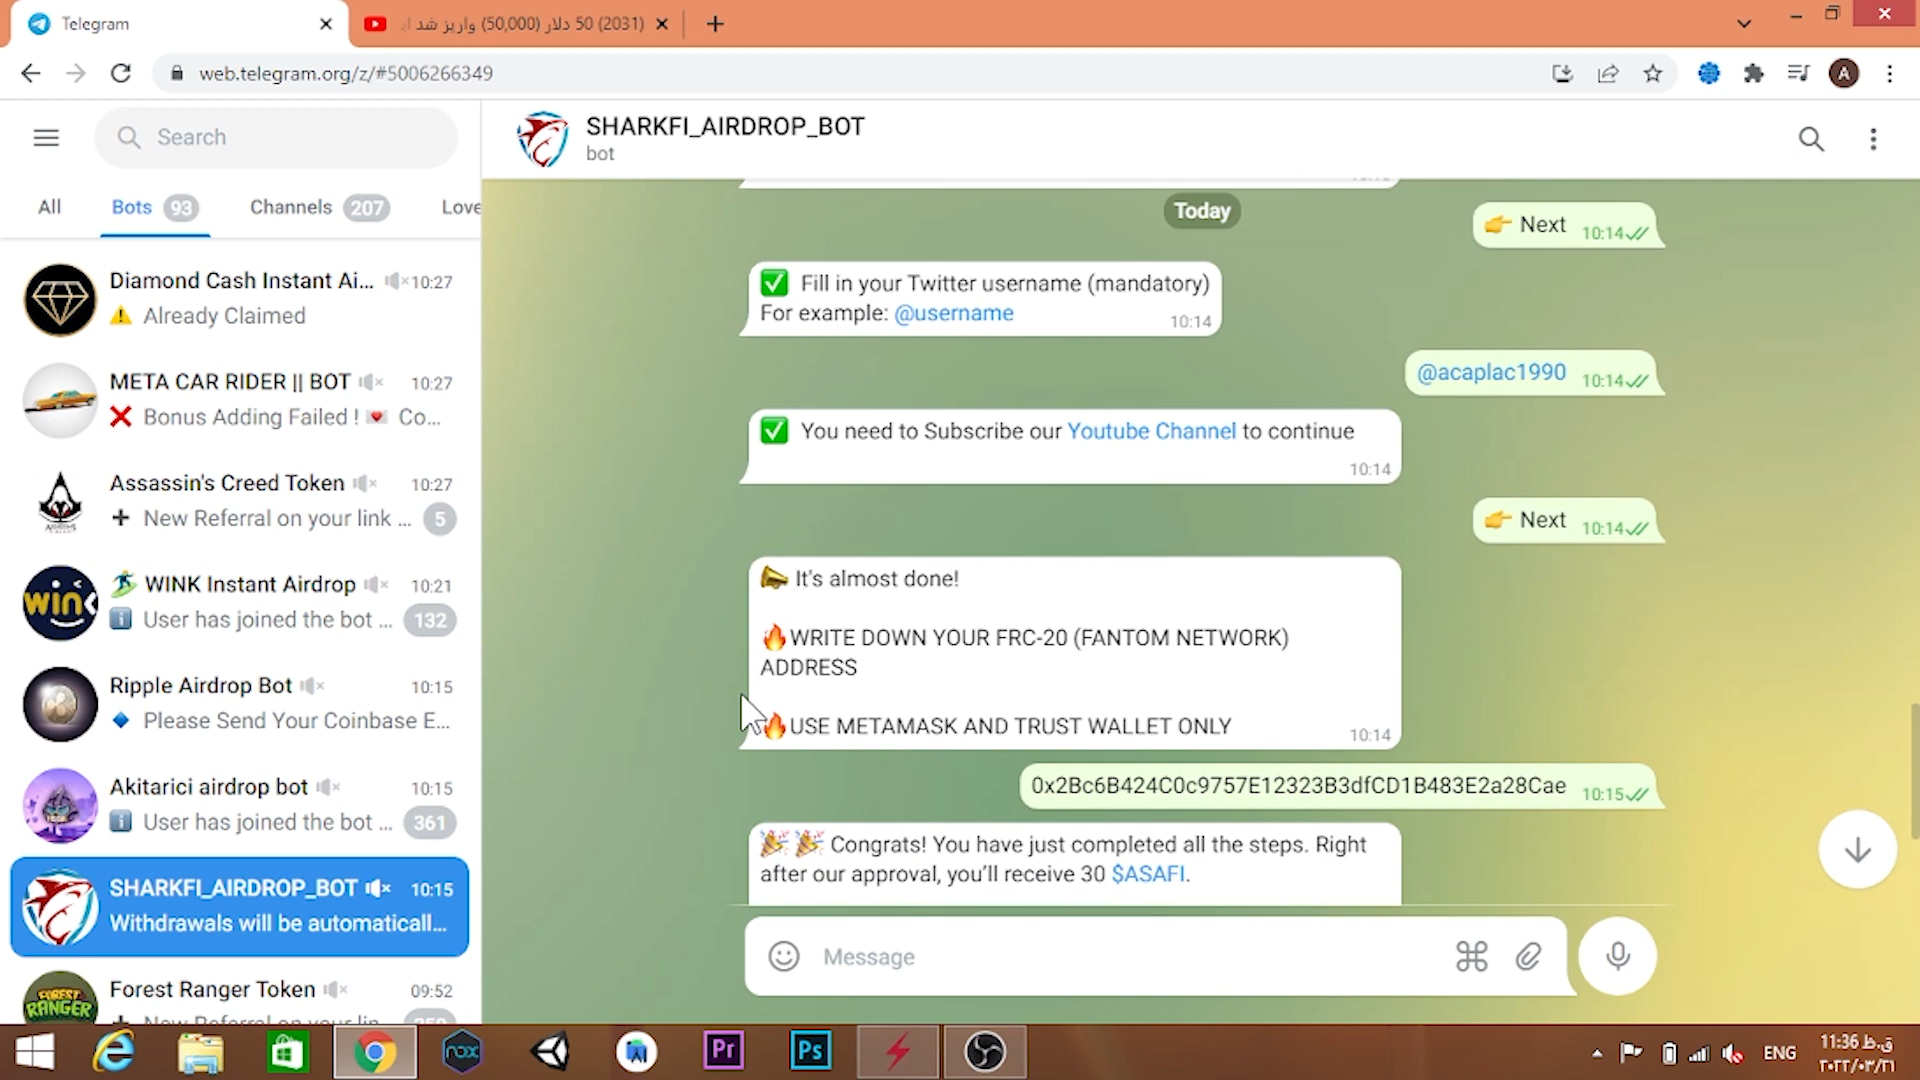 Telegram
50 دلار (50,000) واریز شد (2031)
web.telegram.org/z/#5006266349
A
Search
All
Bots 93
Channels 207
Love
Diamond Cash Instant Ai... 10:27
⚠️ Already Claimed
META CAR RIDER || BOT 10:27
❌ Bonus Adding Failed ! 💌 Co...
Assassin's Creed Token 10:27
➕ New Referral on your link ... 5
🏄 WINK Instant Airdrop 10:21
ℹ️ User has joined the bot ... 132
Ripple Airdrop Bot 10:15
🔹 Please Send Your Coinbase E...
Akitarici airdrop bot 10:15
ℹ️ User has joined the bot ... 361
SHARKFI_AIRDROP_BOT 10:15
Withdrawals will be automaticall...
Forest Ranger Token 09:52
SHARKFI_AIRDROP_BOT
bot
Today
👉 Next 10:14
✅ Fill in your Twitter username (mandatory)
For example: @username 10:14
@acaplac1990 10:14
✅ You need to Subscribe our Youtube Channel to continue
10:14
👉 Next 10:14
📣 It's almost done!
🔥WRITE DOWN YOUR FRC-20 (FANTOM NETWORK)
ADDRESS
🔥USE METAMASK AND TRUST WALLET ONLY 10:14
0x2Bc6B424C0c9757E12323B3dfCD1B483E2a28Cae 10:15
🎉 🎉 Congrats! You have just completed all the steps. Right
after our approval, you'll receive 30 $ASAFI.
Message
win
FOREST
RANGER
nox
Pr
Ps
ENG
11:36 ق.ظ
۲۰۲۲/۰۳/۲۱